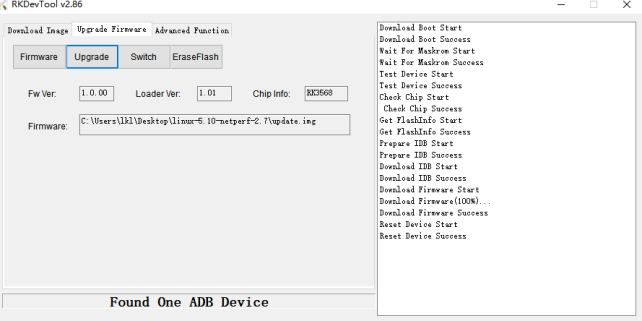 RKDevTool v2.86
Download Image Upgrade Firmware Advanced Function
Firmware Upgrade Switch EraseFlash
Fw Ver: 1.0.00 Loader Ver: 1.01 Chip Info: RK3568
Firmware: C:\Users\lkl\Desktop\linux-5.10-netperf-2.7\update.img
Found One ADB Device
Download Boot Start
Download Boot Success
Wait For Maskrom Start
Wait For Maskrom Success
Test Device Start
Test Device Success
Check Chip Start
Check Chip Success
Get FlashInfo Start
Get FlashInfo Success
Prepare IDB Start
Prepare IDB Success
Download IDB Start
Download IDB Success
Download Firmware Start
Download Firmware(100%)...
Download Firmware Success
Reset Device Start
Reset Device Success